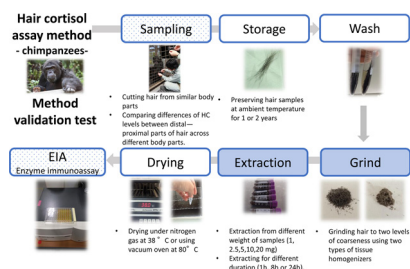 Hair cortisol
assay method
- chimpanzees-
Method
validation test
Sampling
• Cutting hair from similar body
parts
• Comparing differences of HC
levels between distal—
proximal parts of hair across
different body parts.
Storage
• Preserving hair samples
at ambient temperature
for 1 or 2 years
Wash
Grind
• Grinding hair to two levels
of coarseness using two
types of tissue
homogenizers
Extraction
• Extraction from different
weight of samples (1,
2.5,5,10,20 mg)
• Extracting for different
duration (1h, 8h or 24h)
Drying
• Drying under nitrogen
gas at 38°C or using
vacuum oven at 80°C
EIA
Enzyme immunoassay